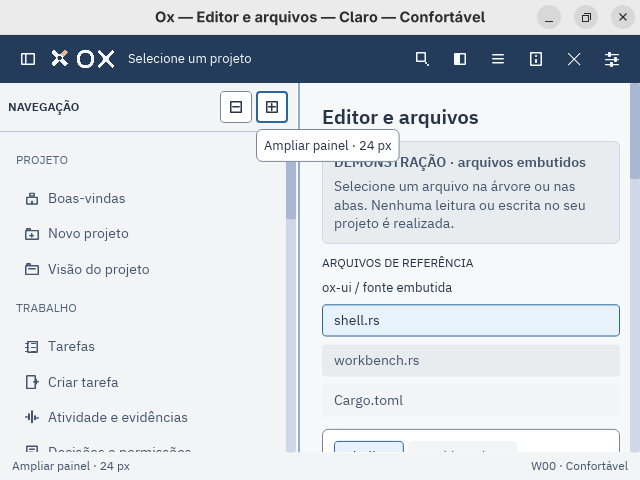 Ox — Editor e arquivos — Claro — Confortável
OX
Selecione um projeto
NAVEGAÇÃO
Ampliar painel · 24 px
PROJETO
Boas-vindas
Novo projeto
Visão do projeto
TRABALHO
Tarefas
Criar tarefa
Atividade e evidências
Decisões e permissões
Editor e arquivos
DEMONSTRAÇÃO · arquivos embutidos
Selecione um arquivo na árvore ou nas
abas. Nenhuma leitura ou escrita no seu
projeto é realizada.
ARQUIVOS DE REFERÊNCIA
ox-ui / fonte embutida
shell.rs
workbench.rs
Cargo.toml
Ampliar painel · 24 px
W00 · Confortável